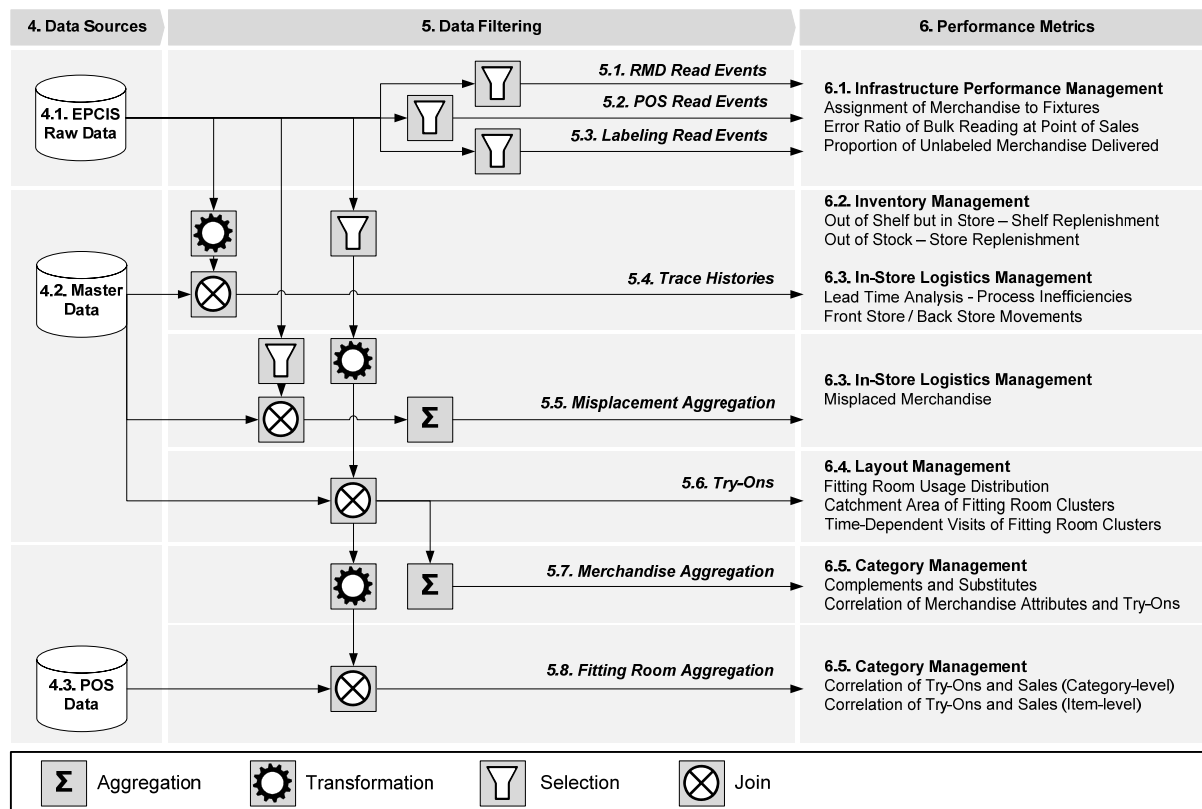 4. Data Sources
5. Data Filtering
6. Performance Metrics
4.1. EPCIS
Raw Data
5.1. RMD Read Events
5.2. POS Read Events
5.3. Labeling Read Events
6.1. Infrastructure Performance Management
Assignment of Merchandise to Fixtures
Error Ratio of Bulk Reading at Point of Sales
Proportion of Unlabeled Merchandise Delivered
4.2. Master
Data
5.4. Trace Histories
6.2. Inventory Management
Out of Shelf but in Store – Shelf Replenishment
Out of Stock – Store Replenishment
6.3. In-Store Logistics Management
Lead Time Analysis - Process Inefficiencies
Front Store / Back Store Movements
Σ
5.5. Misplacement Aggregation
6.3. In-Store Logistics Management
Misplaced Merchandise
5.6. Try-Ons
6.4. Layout Management
Fitting Room Usage Distribution
Catchment Area of Fitting Room Clusters
Time-Dependent Visits of Fitting Room Clusters
Σ
5.7. Merchandise Aggregation
6.5. Category Management
Complements and Substitutes
Correlation of Merchandise Attributes and Try-Ons
4.3. POS
Data
5.8. Fitting Room Aggregation
6.5. Category Management
Correlation of Try-Ons and Sales (Category-level)
Correlation of Try-Ons and Sales (Item-level)
Σ Aggregation
Transformation
Selection
Join